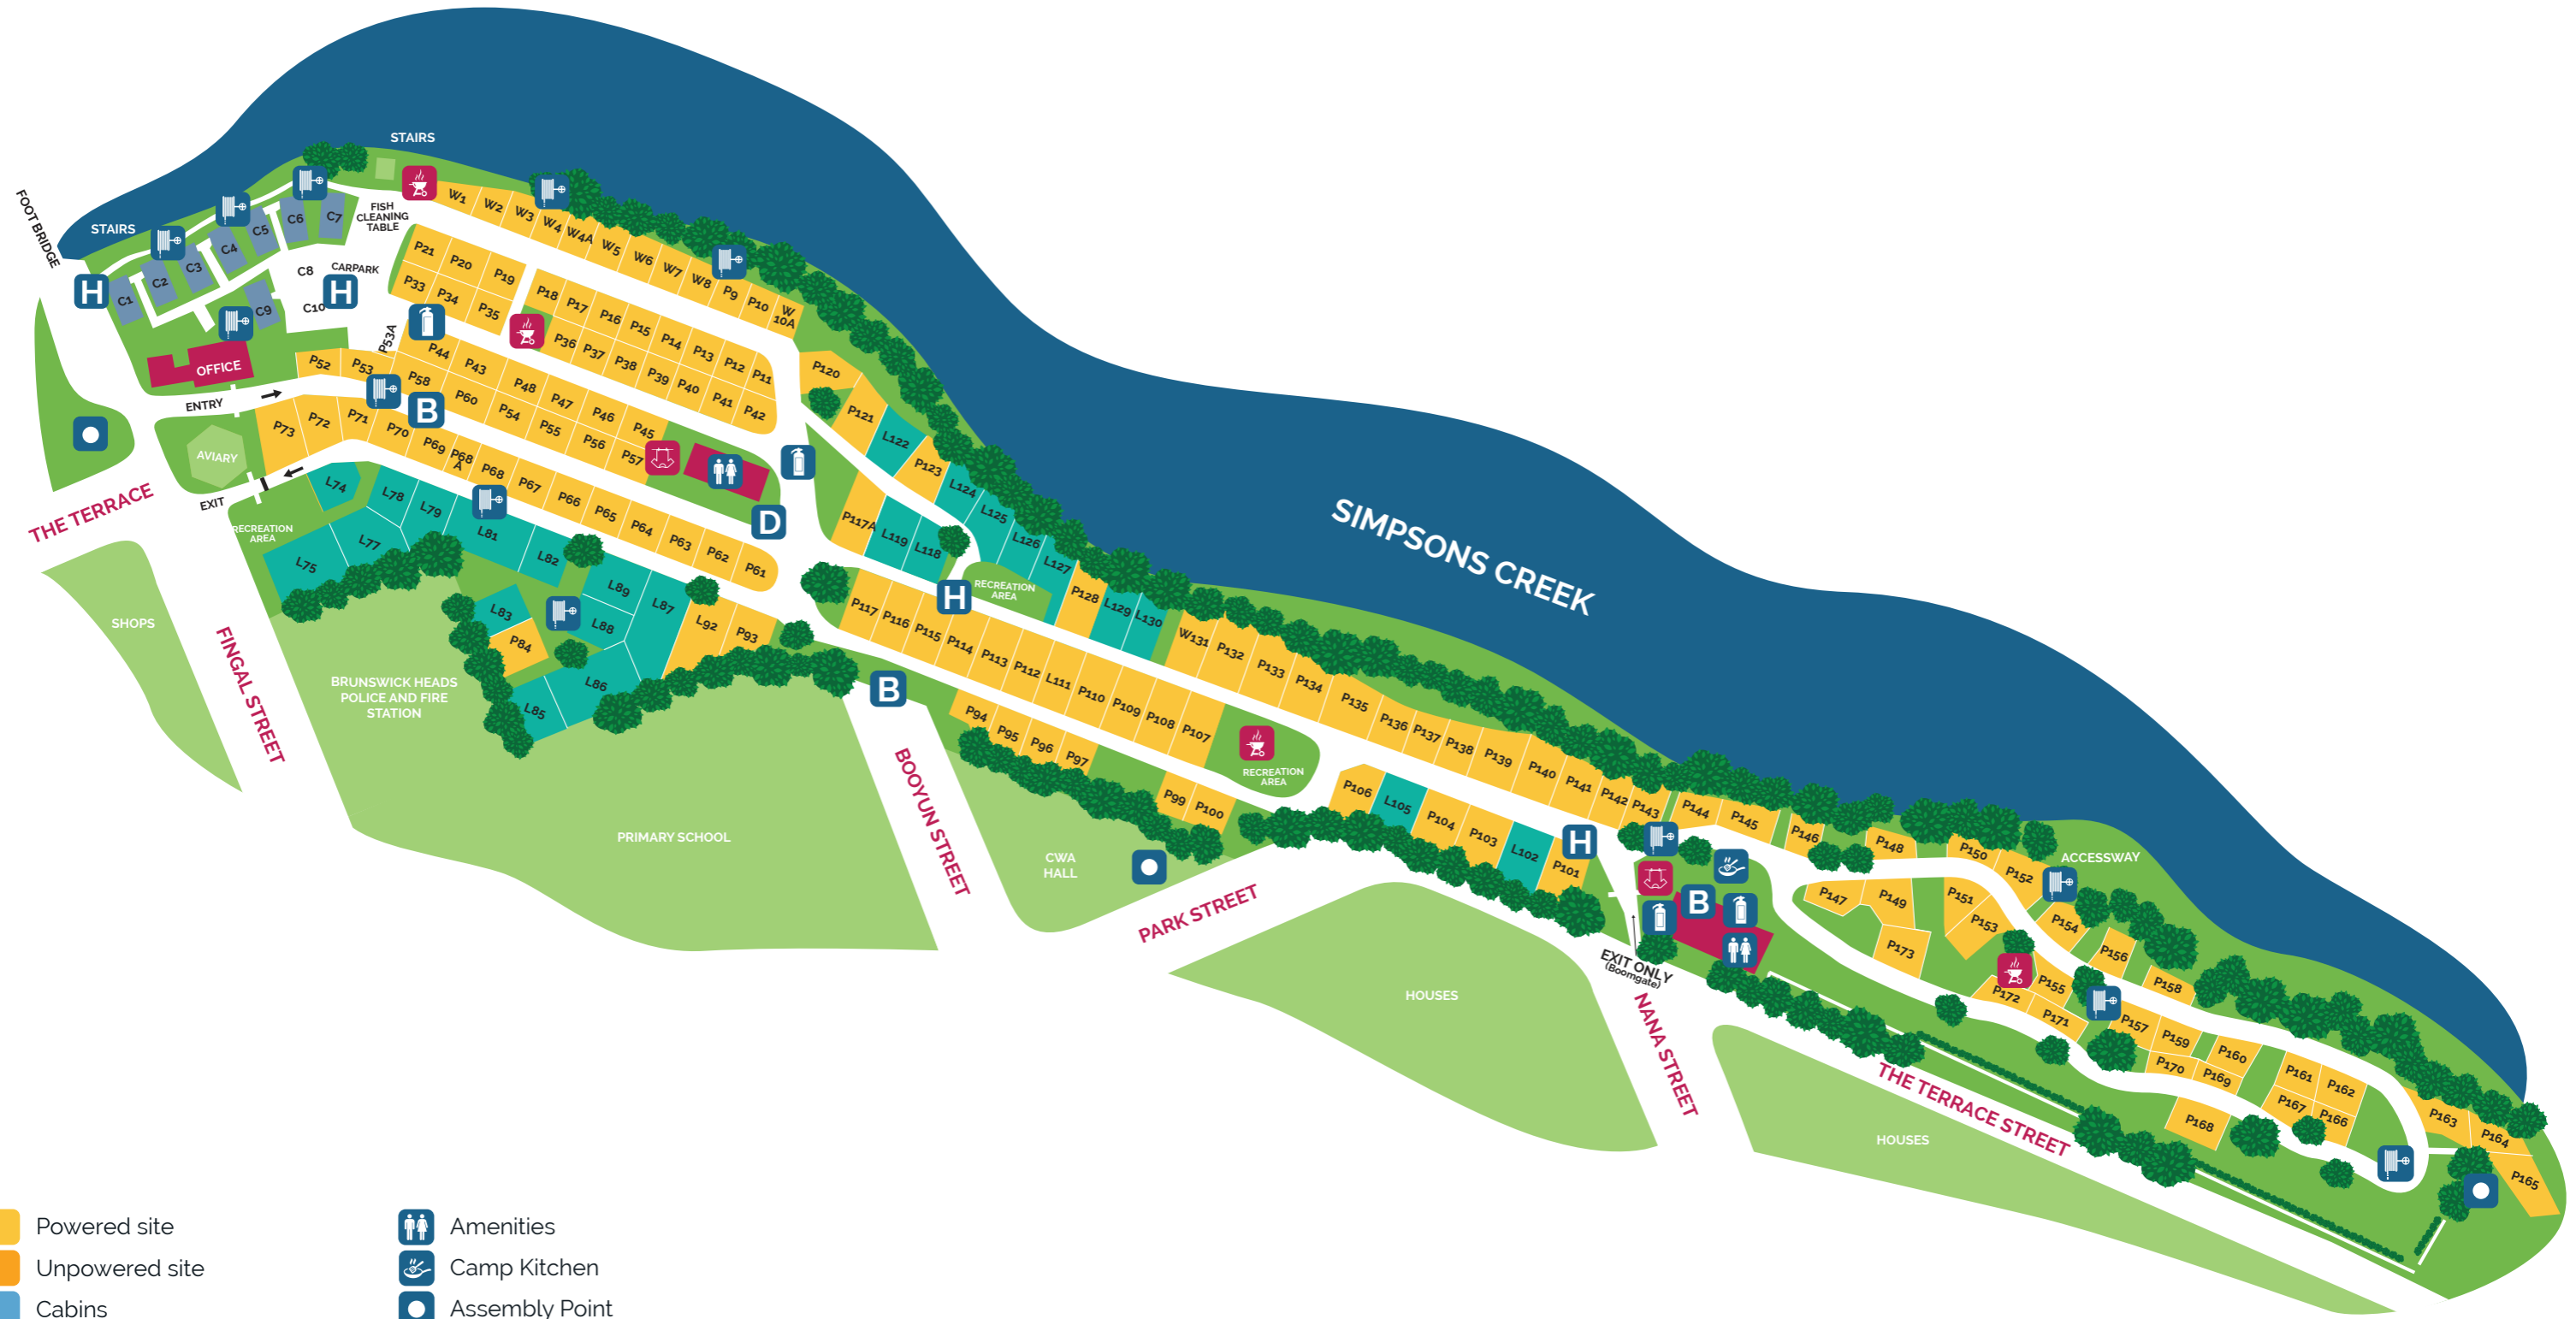 STAIRS
STAIRS
FOOT BRIDGE
FISH
CLEANING
TABLE
C1
C2
C3
C4
C5
C6
C7
C8
CARPARK
C9
C10
H
H
OFFICE
ENTRY
EXIT
AVIARY
THE TERRACE
RECREATION
AREA
SHOPS
FINGAL STREET
W1
W2
W3
W4
W4A
W5
W6
W7
W8
P9
P10
W
10A
P21
P20
P19
P18
P17
P16
P15
P14
P13
P12
P11
P33
P34
P35
P36
P37
P38
P39
P40
P41
P42
P53A
P44
P43
P48
P47
P46
P45
P52
P53
P58
P60
P54
P55
P56
P57
B
D
P73
P72
P71
P70
P69
P68
A
P68
P67
P66
P65
P64
P63
P62
P61
L74
L78
L79
L81
L82
L75
L77
L89
L87
L83
L88
P84
L92
P93
L86
L85
BRUNSWICK HEADS
POLICE AND FIRE
STATION
PRIMARY SCHOOL
P120
P121
L122
P123
L124
L125
L126
L127
P128
L129
L130
P117A
L119
L118
H
RECREATION
AREA
P117
P116
P115
P114
P113
P112
L111
P110
P109
P108
P107
B
P94
P95
P96
P97
P99
P100
RECREATION
AREA
BOOYUN STREET
CWA
HALL
PARK STREET
SIMPSONS CREEK
W131
P132
P133
P134
P135
P136
P137
P138
P139
P140
P141
P142
P143
P144
P145
P146
P148
P150
P152
ACCESSWAY
P106
L105
P104
P103
L102
P101
H
B
EXIT ONLY
(Boomgate)
NANA STREET
HOUSES
P147
P149
P151
P153
P154
P173
P156
P155
P158
P172
P171
P157
P159
P160
P170
P169
P161
P162
P167
P166
P168
P163
P164
P165
THE TERRACE STREET
HOUSES
Powered site
Unpowered site
Cabins
Amenities
Camp Kitchen
Assembly Point